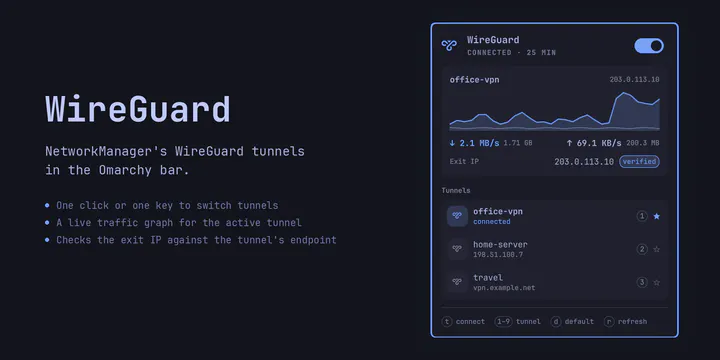 WireGuard
NetworkManager's WireGuard tunnels
in the Omarchy bar.
One click or one key to switch tunnels
A live traffic graph for the active tunnel
Checks the exit IP against the tunnel's endpoint
WireGuard
CONNECTED · 25 MIN
office-vpn 203.0.113.10
↓ 2.1 MB/s 1.71 GB ↑ 69.1 KB/s 200.3 MB
Exit IP 203.0.113.10 verified
Tunnels
office-vpn
connected
1 ★
home-server
198.51.100.7
2 ☆
travel
vpn.example.net
3 ☆
t connect 1-9 tunnel d default r refresh